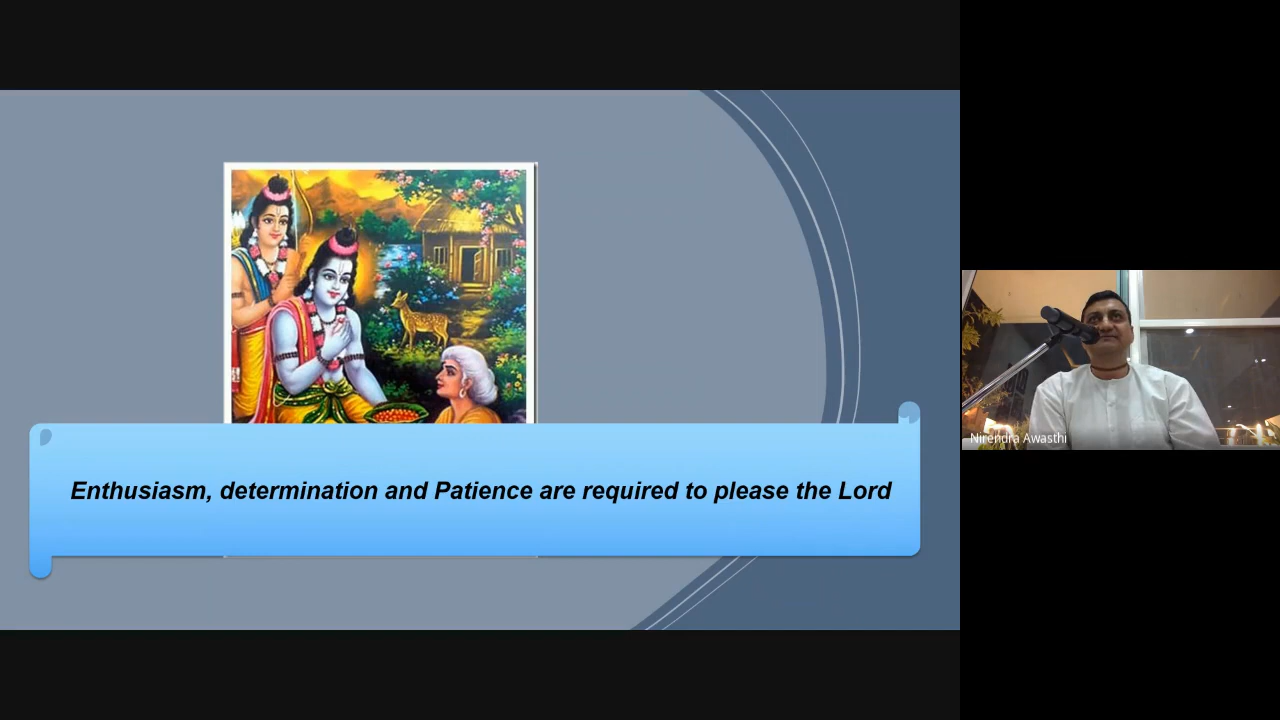 Enthusiasm, determination and Patience are required to please the Lord
Nirendra Awasthi